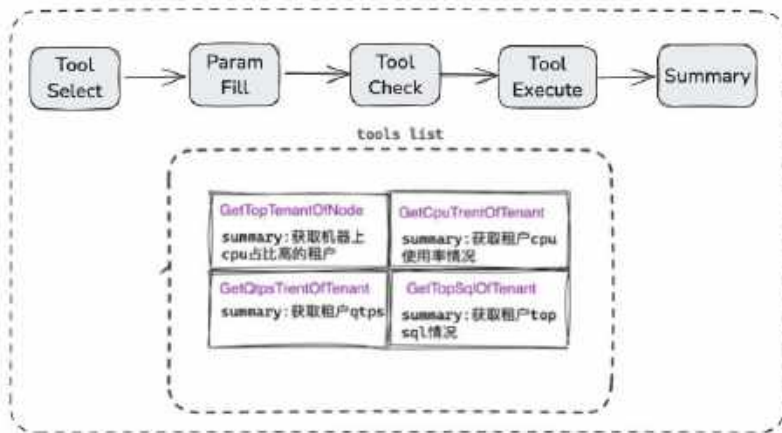 Tool
Select
Param
Fill
Tool
Check
Tool
Execute
Summary
tools list
GetTopTenantOfNode
summary:获取机器上
cpu占比高的租户
GetCpuTrentOfTenant
summary:获取租户cpu
使用率情况
GetQtpsTrentOfTenant
summary:获取租户qtps
GetTopSqlOfTenant
summary:获取租户top
sql情况